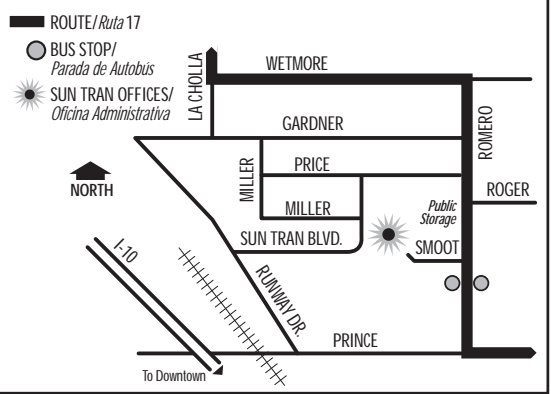 ROUTE/Ruta 17
BUS STOP/
Parada de Autobús
SUN TRAN OFFICES/
Oficina Administrativa
LA CHOLLA
WETMORE
GARDNER
ROMERO
MILLER
PRICE
NORTH
ROGER
MILLER
Public
Storage
SUN TRAN BLVD.
SMOOT
I-10
RUNWAY DR.
PRINCE
To Downtown